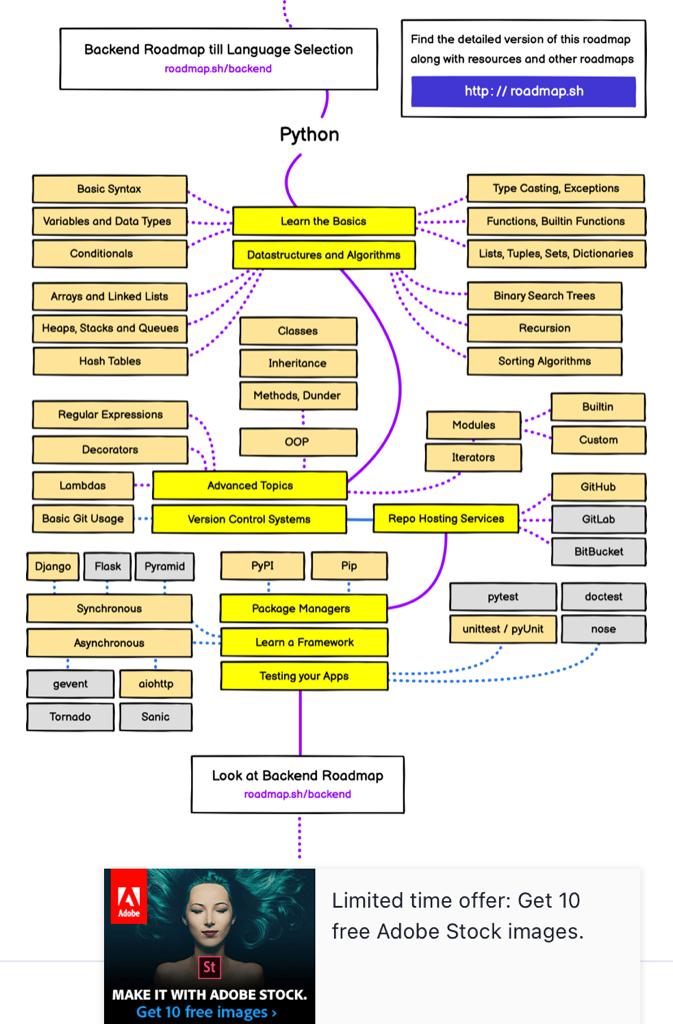 Backend Roadmap till Language Selection
roadmap.sh/backend
Find the detailed version of this roadmap
along with resources and other roadmaps
http://roadmap.sh
Python
Basic Syntax
Variables and Data Types
Conditionals
Learn the Basics
Datastructures and Algorithms
Type Casting, Exceptions
Functions, Builtin Functions
Lists, Tuples, Sets, Dictionaries
Arrays and Linked Lists
Heaps, Stacks and Queues
Hash Tables
Binary Search Trees
Recursion
Sorting Algorithms
Classes
Inheritance
Methods, Dunder
OOP
Regular Expressions
Decorators
Lambdas
Advanced Topics
Modules
Iterators
Builtin
Custom
Basic Git Usage
Version Control Systems
Repo Hosting Services
GitHub
GitLab
BitBucket
Django
Flask
Pyramid
Synchronous
Asynchronous
gevent
aiohttp
Tornado
Sanic
PyPI
Pip
Package Managers
Learn a Framework
Testing your Apps
pytest
doctest
unittest / pyUnit
nose
Look at Backend Roadmap
roadmap.sh/backend
Adobe
St
MAKE IT WITH ADOBE STOCK.
Get 10 free images ›
Limited time offer: Get 10
free Adobe Stock images.